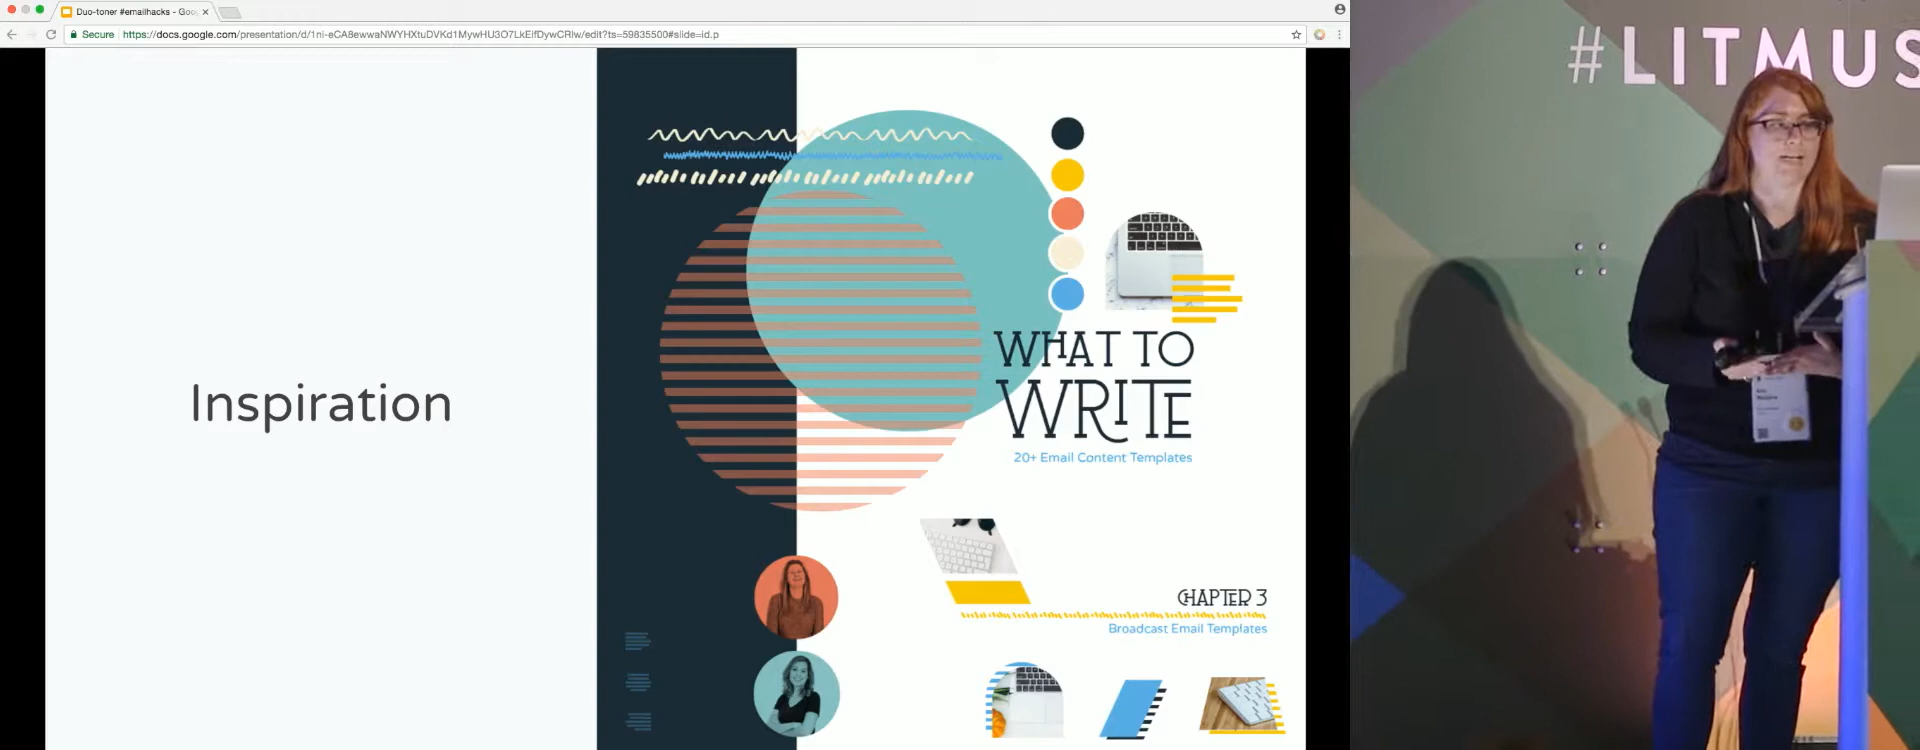 Duo-toner #emailhacks - Goo
Secure
https://docs.google.com/presentation/d/1ni-eCA8ewwaNWYHXtuDVKd1MywHU3O7LkEifDywCRlw/edit?ts=59835500#slide=id.p
Inspiration
WHAT TO
WRITE
20+ Email Content Templates
CHAPTER 3
Broadcast Email Templates
#LITMUS